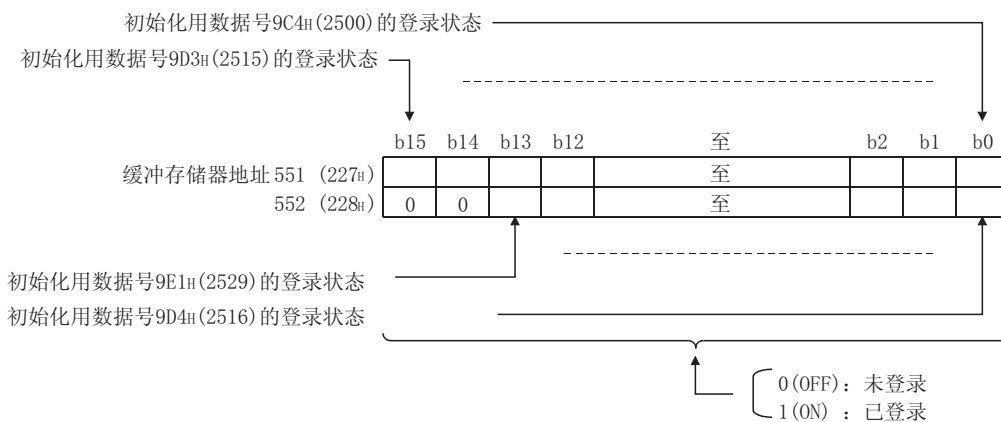 初始化用数据号9C4H(2500)的登录状态
初始化用数据号9D3H(2515)的登录状态
b15 b14 b13 b12 至 b2 b1 b0
缓冲存储器地址551 (227H) 至
552 (228H) 0 0 至
初始化用数据号9E1H(2529)的登录状态
初始化用数据号9D4H(2516)的登录状态
0(OFF)：未登录
1(ON) ：已登录